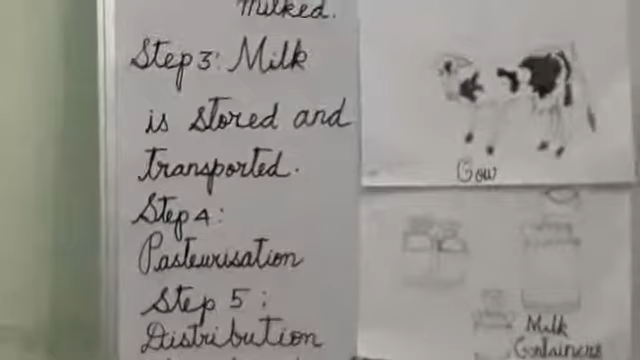 Milked.
Step 3: Milk
is stored and
transported.
Step 4:
Pasteurisation
Step 5:
Distribution
Cow
Milk
Containers